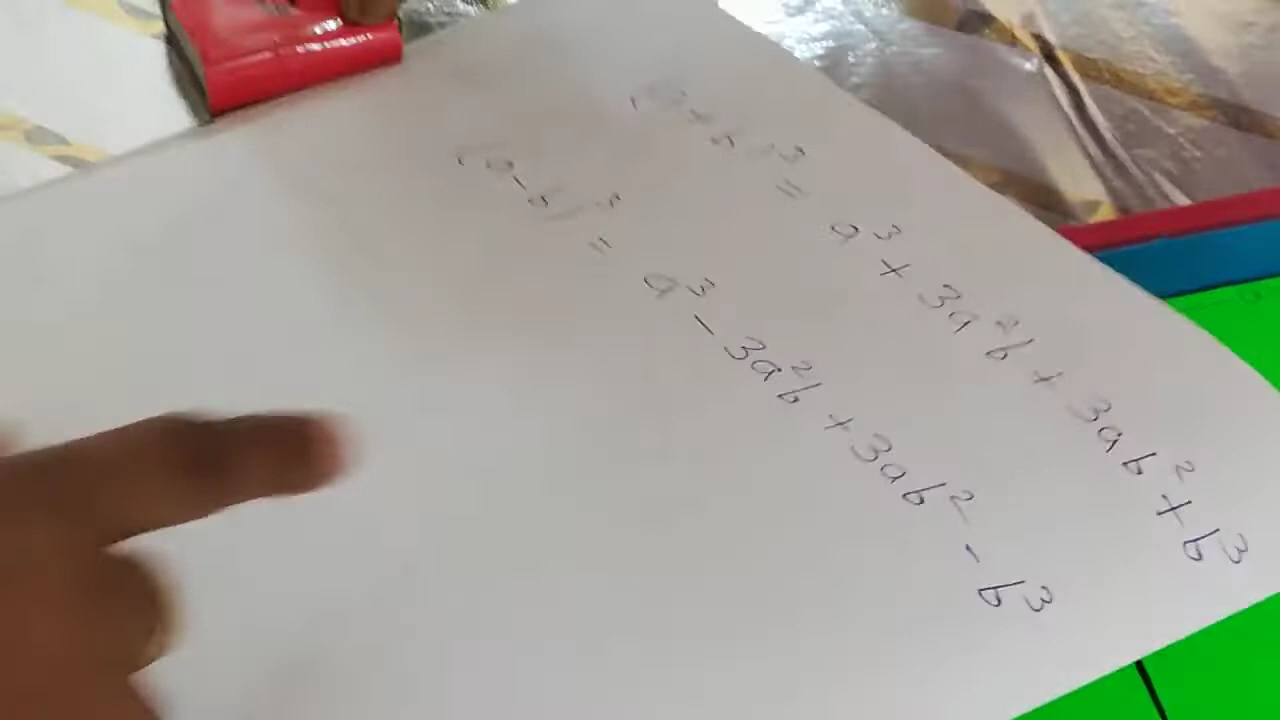 (a+b)³ = a³ + 3a²b + 3ab² + b³
(a-b)³ = a³ - 3a²b + 3ab² - b³